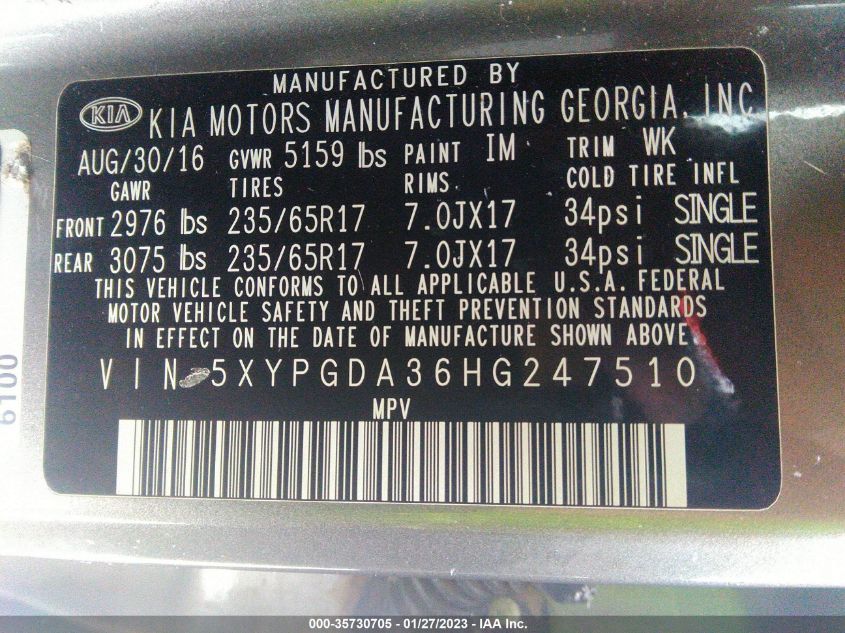 MANUFACTURED BY
KIA KIA MOTORS MANUFACTURING GEORGIA, INC
AUG/30/16 GVWR 5159 lbs PAINT IM TRIM WK
GAWR TIRES RIMS COLD TIRE INFL
FRONT 2976 lbs 235/65R17 7.0JX17 34psi SINGLE
REAR 3075 lbs 235/65R17 7.0JX17 34psi SINGLE
THIS VEHICLE CONFORMS TO ALL APPLICABLE U.S.A. FEDERAL
MOTOR VEHICLE SAFETY AND THEFT PREVENTION STANDARDS
IN EFFECT ON THE DATE OF MANUFACTURE SHOWN ABOVE
VIN 5XYPGDA36HG247510
MPV
000-35730705 - 01/27/2023 - IAA Inc.